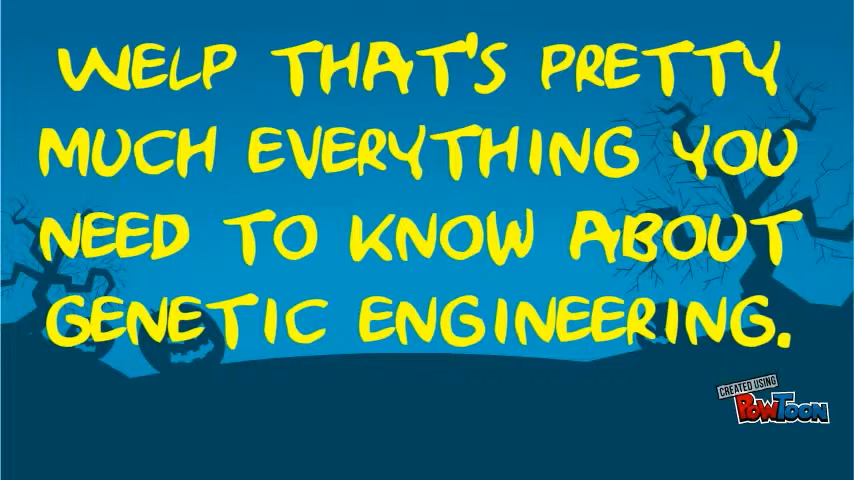 WELP THAT'S PRETTY
MUCH EVERYTHING YOU
NEED TO KNOW ABOUT
GENETIC ENGINEERING.
CREATED USING
POWTOON